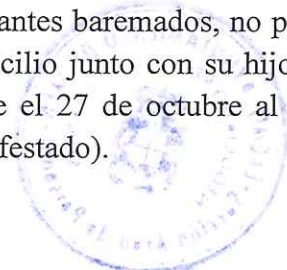 antes baremados, no p
cilio junto con su hijo
e el 27 de octubre al
festado).